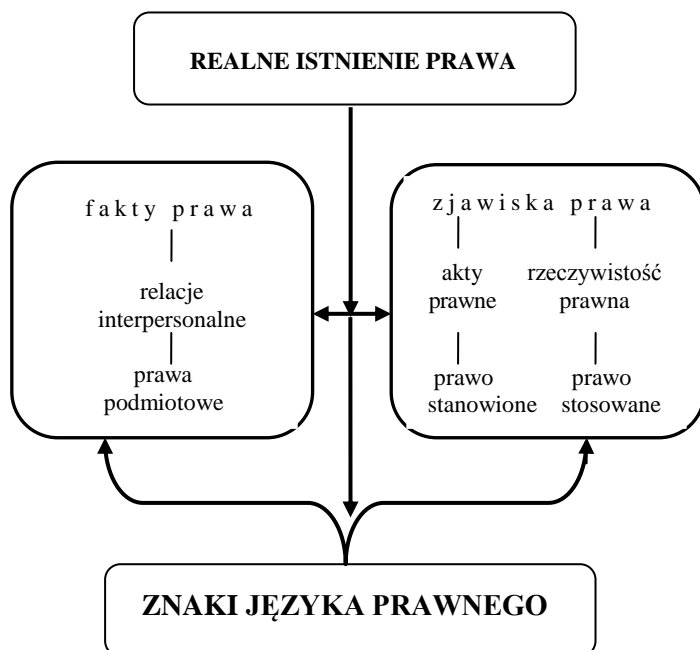 REALNE ISTNIENIE PRAWA
fakty prawa
relacje
interpersonalne
prawa
podmiotowe
zjawiska prawa
akty
prawne
rzeczywistość
prawna
prawo
stanowione
prawo
stosowane
ZNAKI JĘZYKA PRAWNEGO